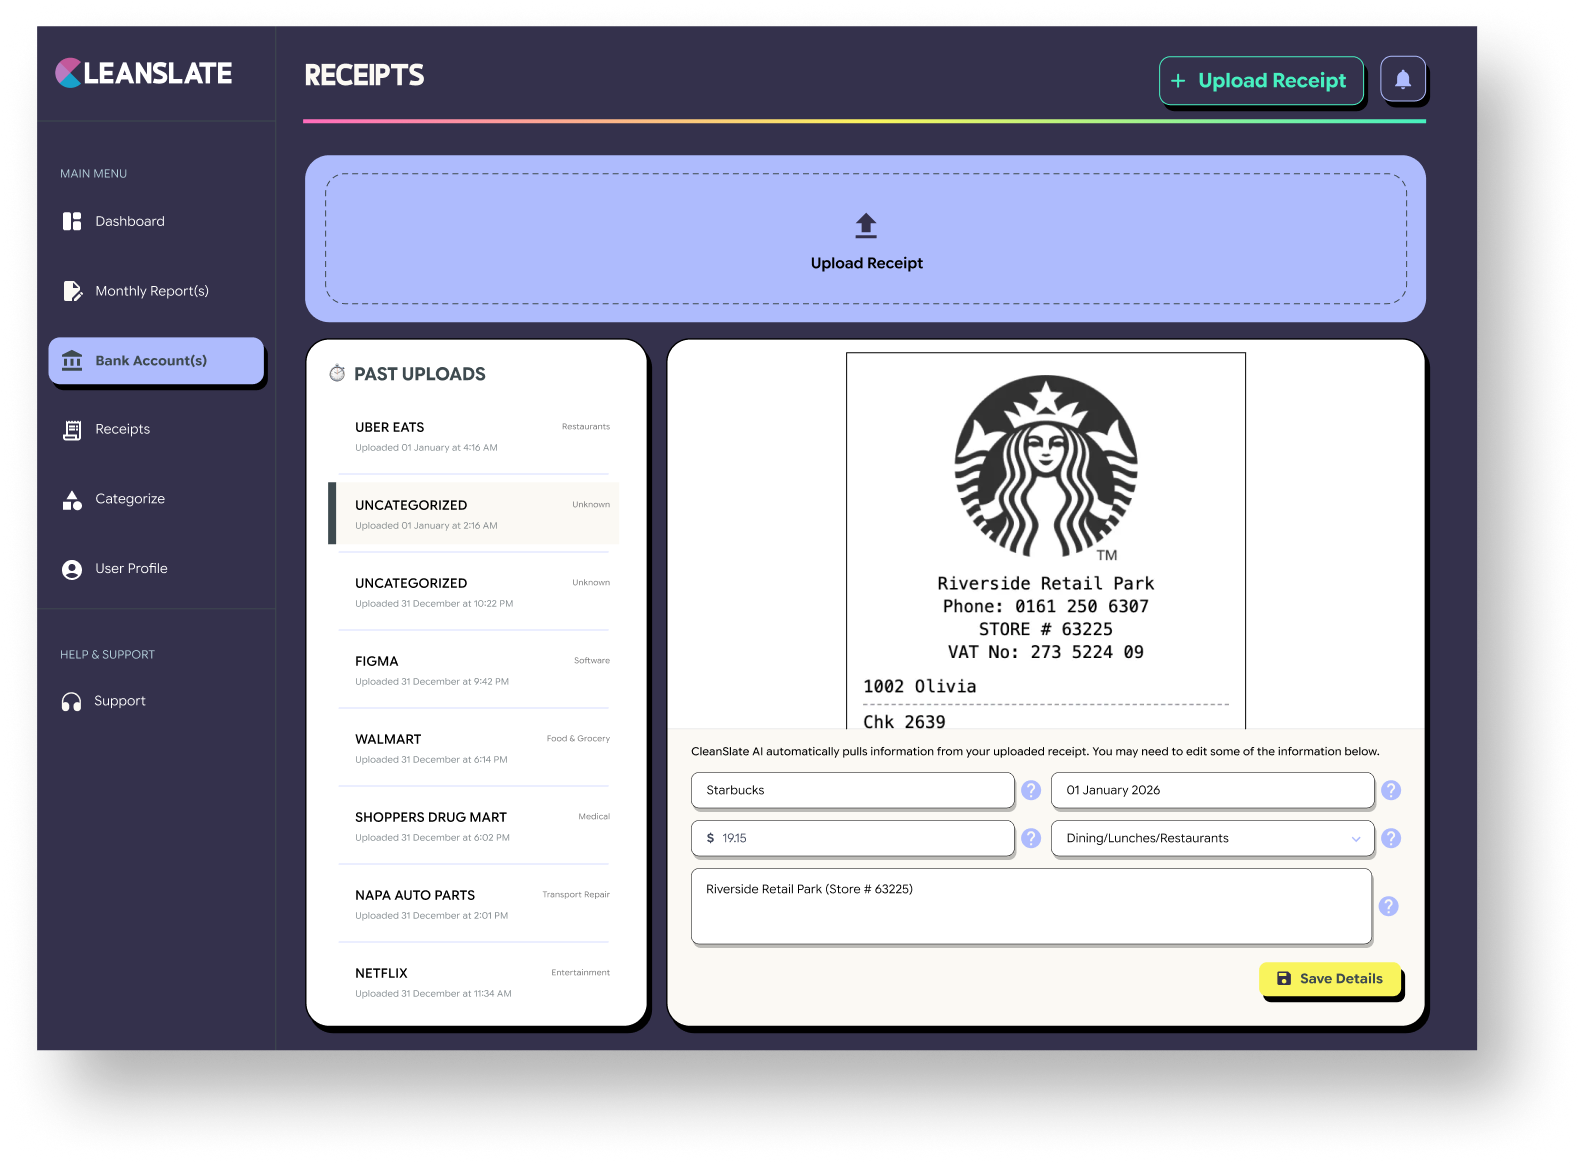 CLEANSLATE
MAIN MENU
Dashboard
Monthly Report(s)
Bank Account(s)
Receipts
Categorize
User Profile
HELP & SUPPORT
Support
RECEIPTS
+ Upload Receipt
Upload Receipt
PAST UPLOADS
UBER EATS Restaurants
Uploaded 01 January at 4:16 AM
UNCATEGORIZED Unknown
Uploaded 01 January at 2:16 AM
UNCATEGORIZED Unknown
Uploaded 31 December at 10:22 PM
FIGMA Software
Uploaded 31 December at 9:42 PM
WALMART Food & Grocery
Uploaded 31 December at 6:14 PM
SHOPPERS DRUG MART Medical
Uploaded 31 December at 6:02 PM
NAPA AUTO PARTS Transport Repair
Uploaded 31 December at 2:01 PM
NETFLIX Entertainment
Uploaded 31 December at 11:34 AM
TM
Riverside Retail Park
Phone: 0161 250 6307
STORE # 63225
VAT No: 273 5224 09
1002 Olivia
Chk 2639
CleanSlate AI automatically pulls information from your uploaded receipt. You may need to edit some of the information below.
Starbucks ? 01 January 2026 ?
$ 19.15 ? Dining/Lunches/Restaurants ?
Riverside Retail Park (Store # 63225)
?
Save Details